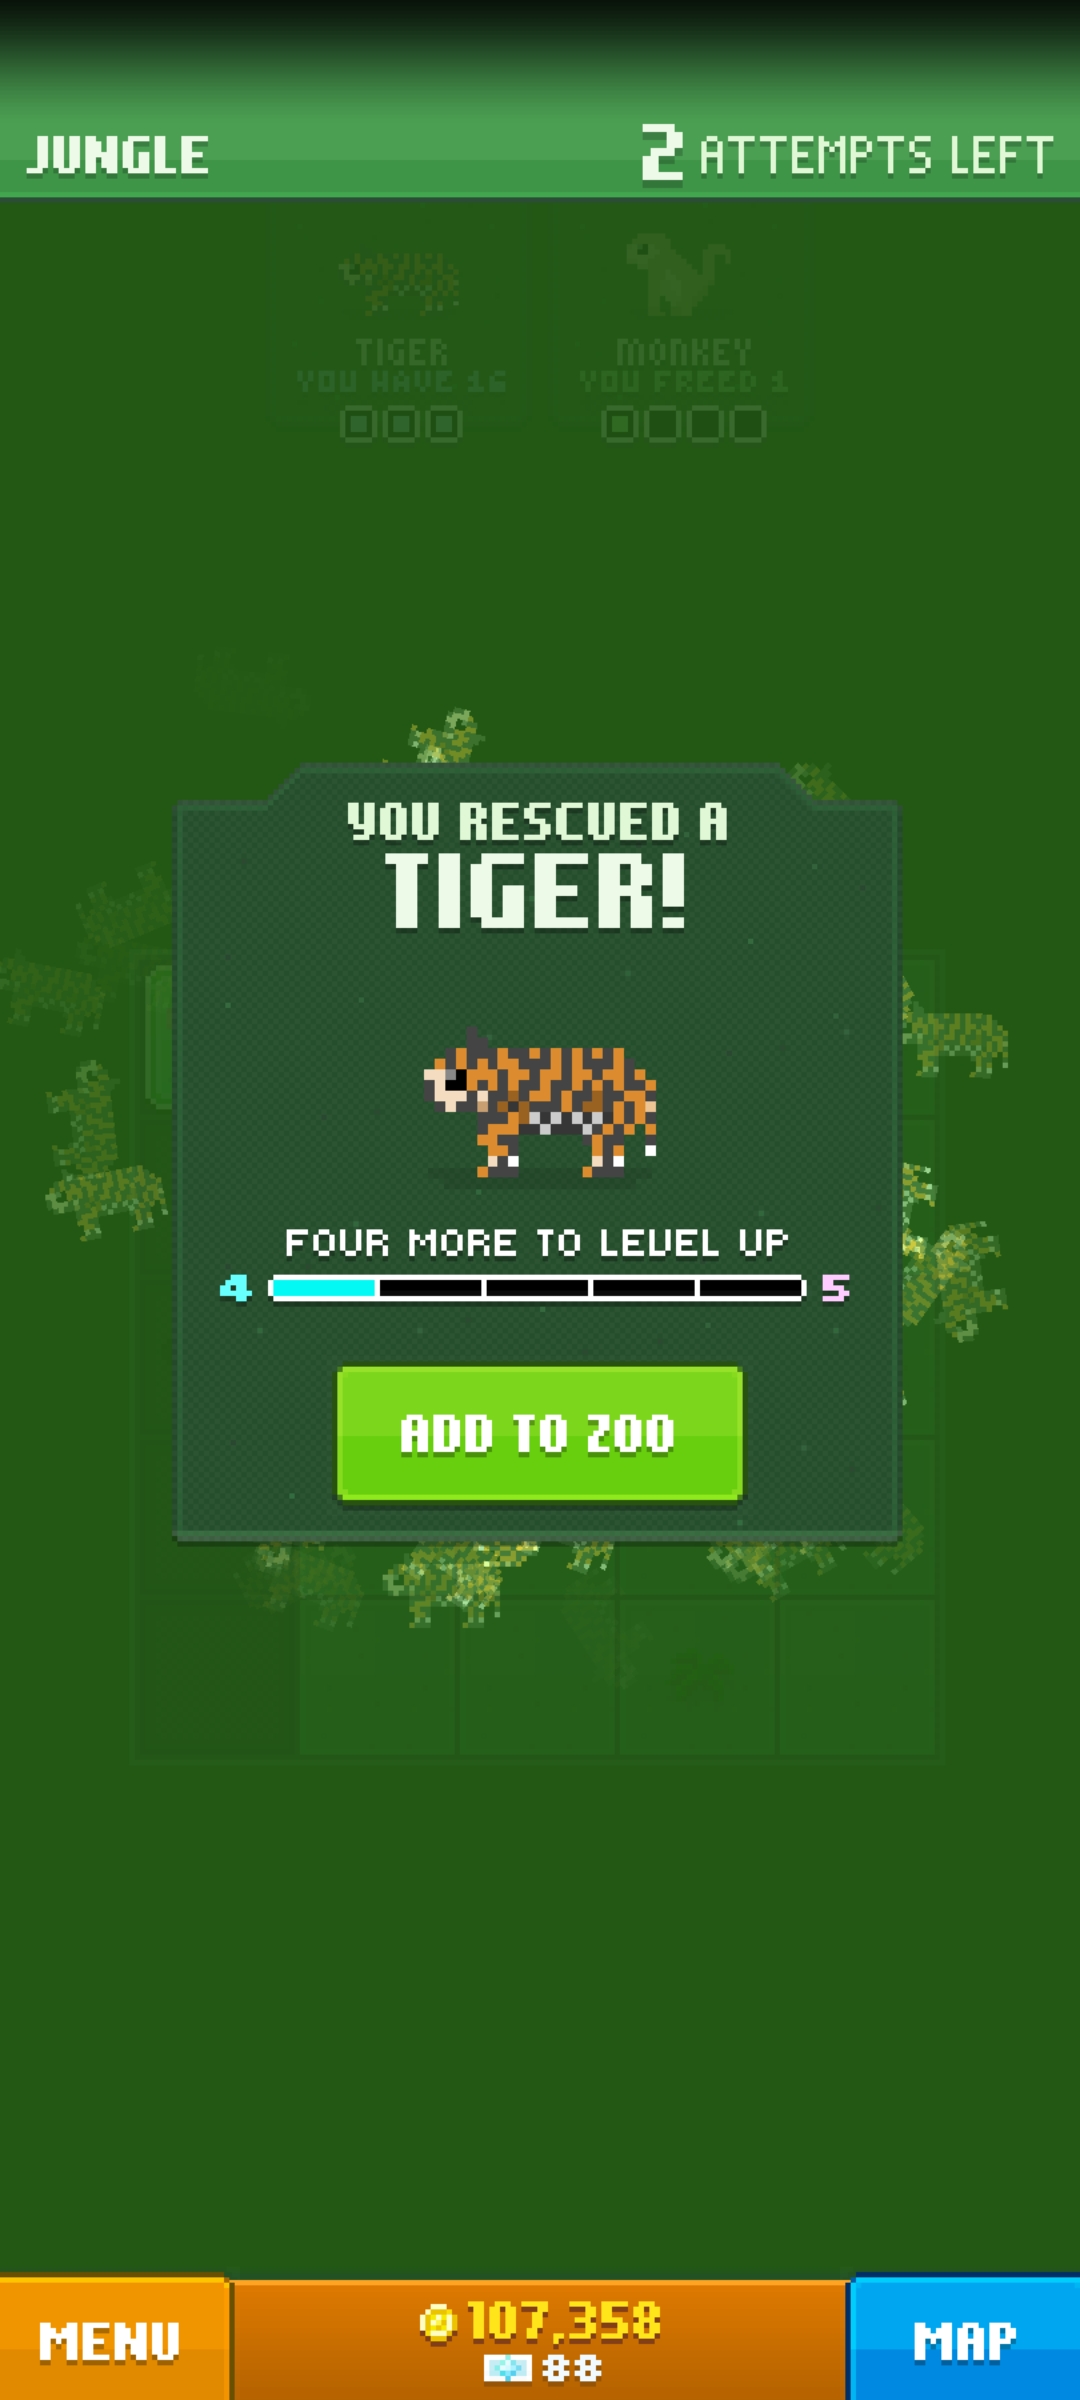 JUNGLE
2 ATTEMPTS LEFT
TIGER
YOU HAVE 16
MONKEY
YOU FREED 1
YOU RESCUED A
TIGER!
FOUR MORE TO LEVEL UP
4 5
ADD TO ZOO
MENU
107,358
88
MAP